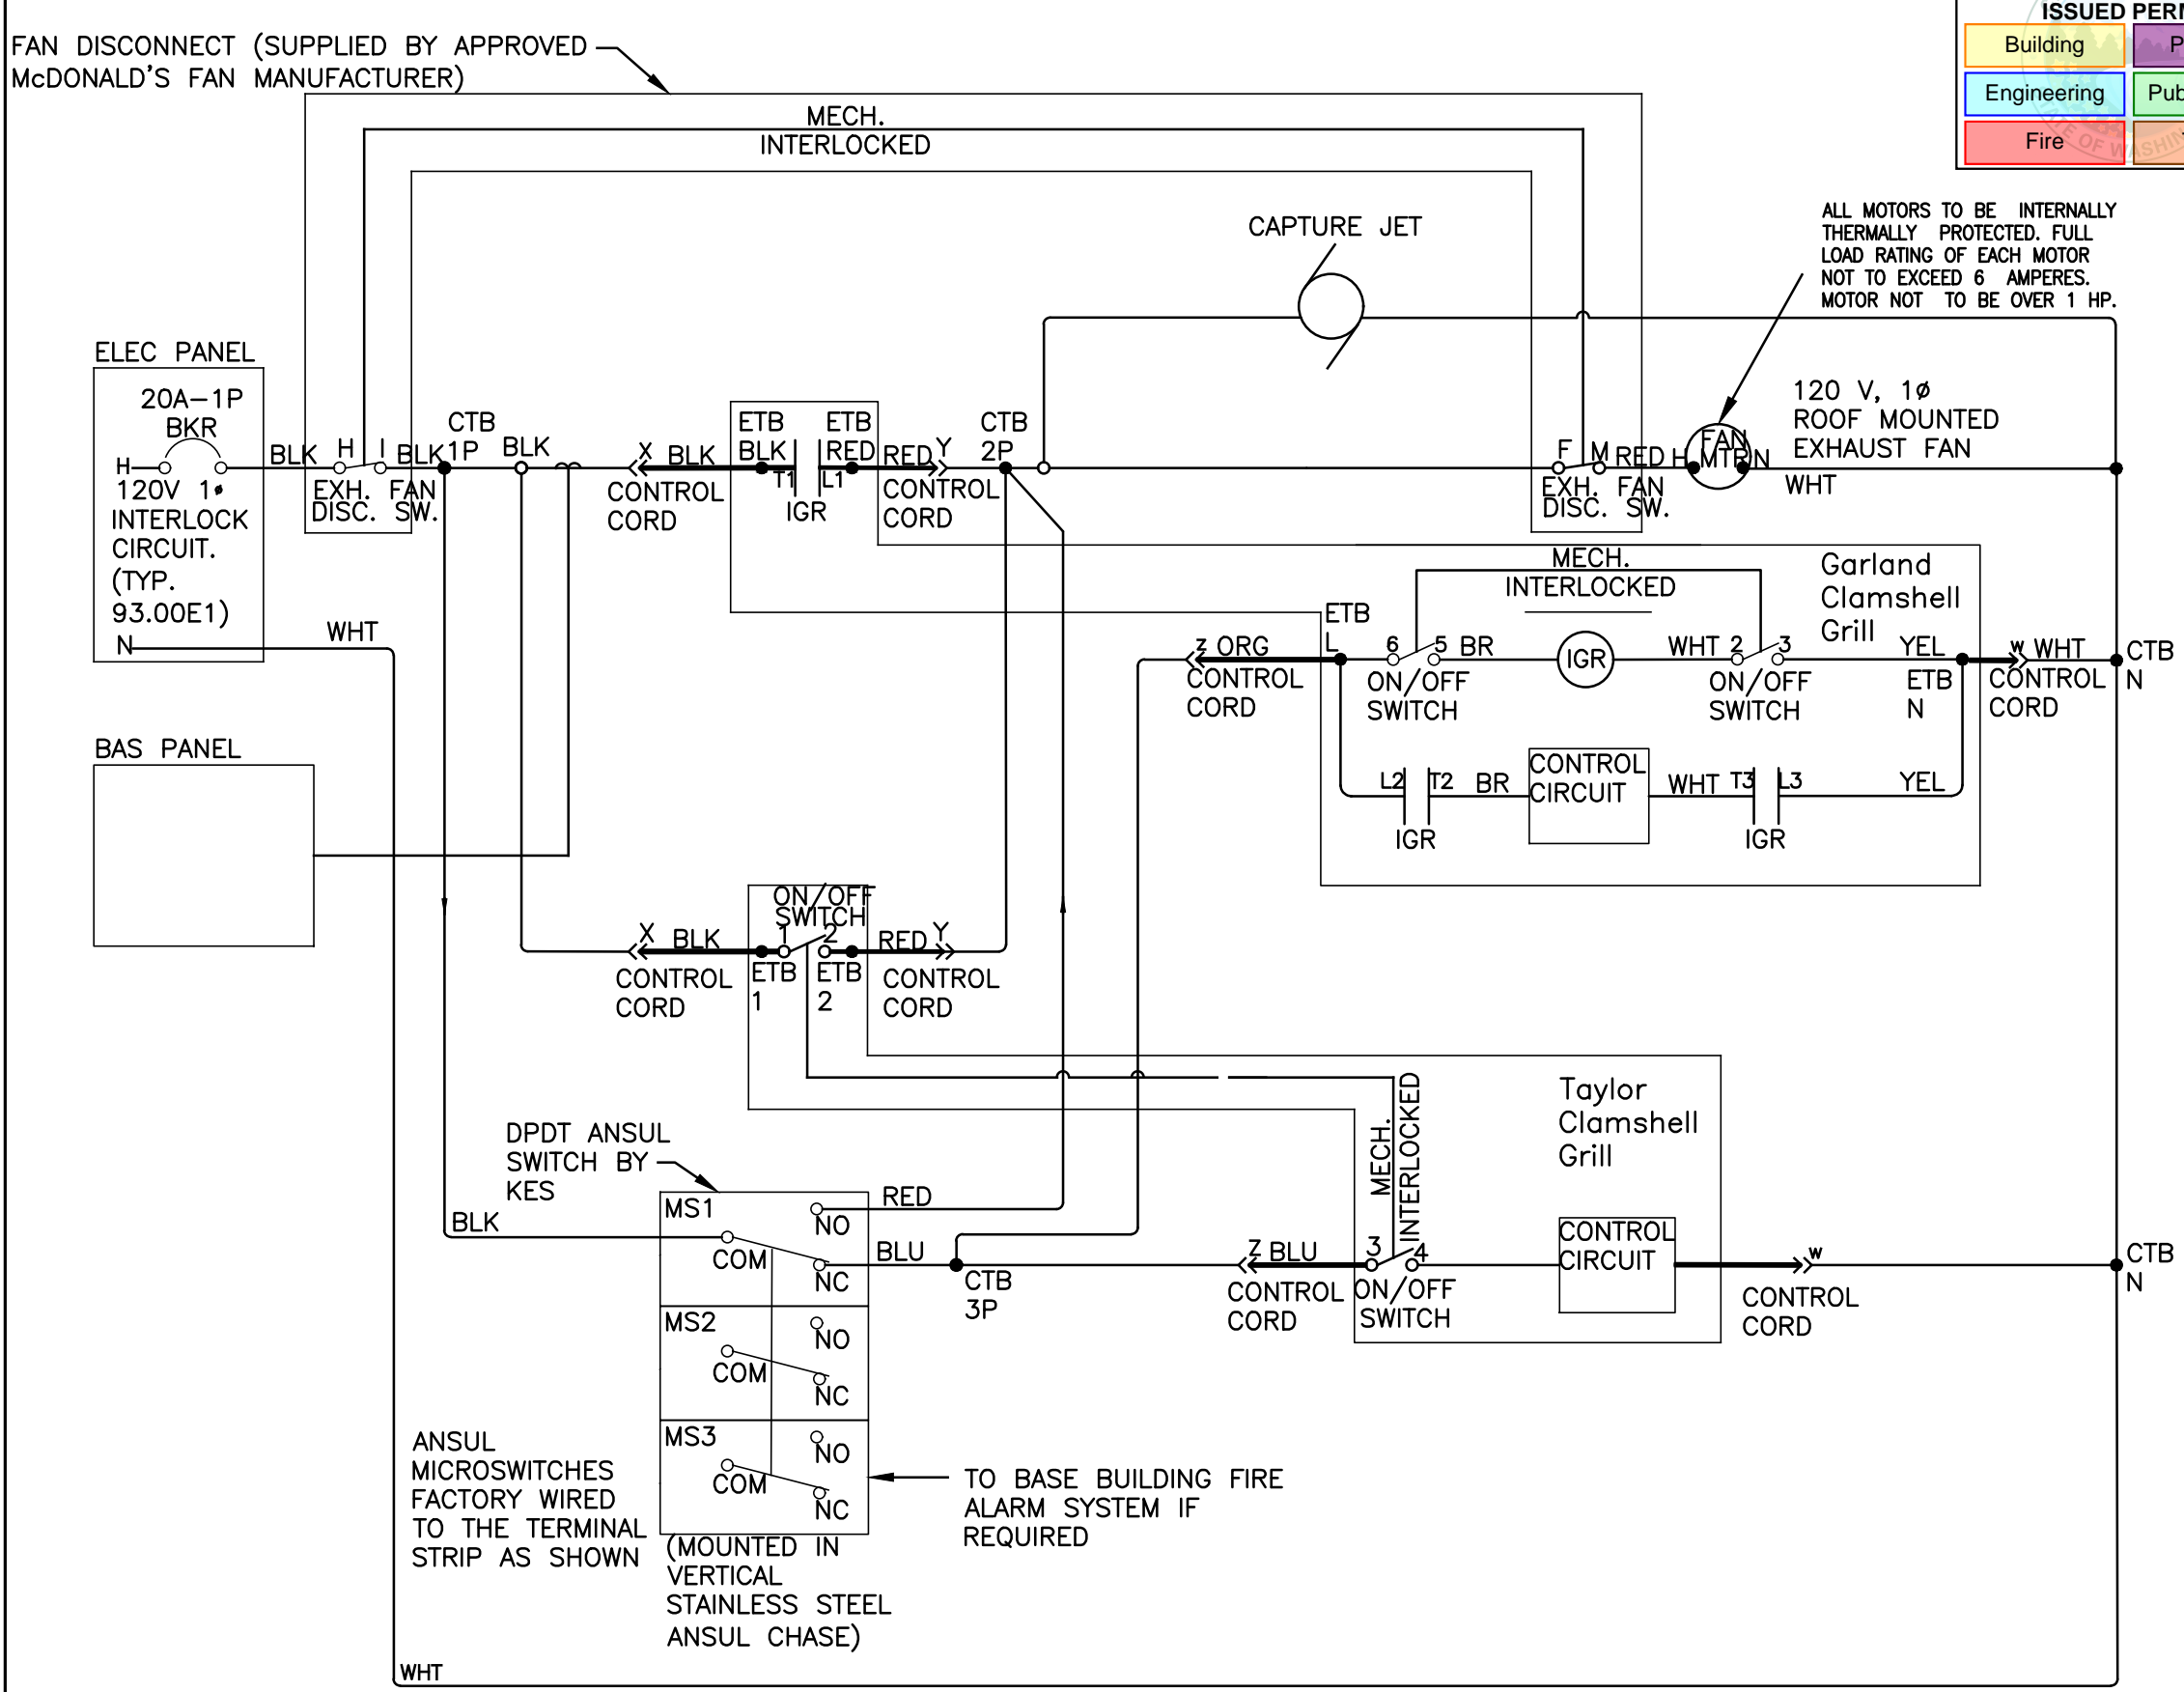 ISSUED
Building
Engineering
Fire
FAN DISCONNECT (SUPPLIED BY APPROVED
McDONALD'S FAN MANUFACTURER)
MECH.
INTERLOCKED
CAPTURE JET
ALL MOTORS TO BE INTERNALLY
THERMALLY PROTECTED. FULL
LOAD RATING OF EACH MOTOR
NOT TO EXCEED 6 AMPERES.
MOTOR NOT TO BE OVER 1 HP.
ELEC PANEL
20A-1P
BKR
H
120V 1ø
INTERLOCK
CIRCUIT.
(TYP.
93.00E1)
N
WHT
BLK
H
I
EXH. FAN
DISC. SW.
BLK
CTB
1P
BLK
X
BLK
CONTROL
CORD
ETB
BLK
ETB
RED
T1
L1
IGR
RED
Y
CONTROL
CORD
CTB
2P
F
M
EXH. FAN
DISC. SW.
RED
H
FAN
MTR
N
WHT
120 V, 1ø
ROOF MOUNTED
EXHAUST FAN
MECH.
INTERLOCKED
Garland
Clamshell
Grill
z
ORG
CONTROL
CORD
ETB
L
6
5
ON/OFF
SWITCH
BR
IGR
WHT
2
3
ON/OFF
SWITCH
YEL
ETB
N
w
WHT
CONTROL
CORD
CTB
N
L2
T2
IGR
BR
CONTROL
CIRCUIT
WHT
T3
L3
IGR
YEL
BAS PANEL
ON/OFF
SWITCH
X
BLK
CONTROL
CORD
1
2
ETB
1
ETB
2
RED
Y
CONTROL
CORD
MECH.
INTERLOCKED
Taylor
Clamshell
Grill
DPDT ANSUL
SWITCH BY
KES
BLK
MS1
NO
COM
NC
RED
BLU
CTB
3P
Z
BLU
CONTROL
CORD
3
4
ON/OFF
SWITCH
CONTROL
CIRCUIT
w
CONTROL
CORD
CTB
N
MS2
NO
COM
NC
MS3
NO
COM
NC
ANSUL
MICROSWITCHES
FACTORY WIRED
TO THE TERMINAL
STRIP AS SHOWN
(MOUNTED IN
VERTICAL
STAINLESS STEEL
ANSUL CHASE)
TO BASE BUILDING FIRE
ALARM SYSTEM IF
REQUIRED
WHT